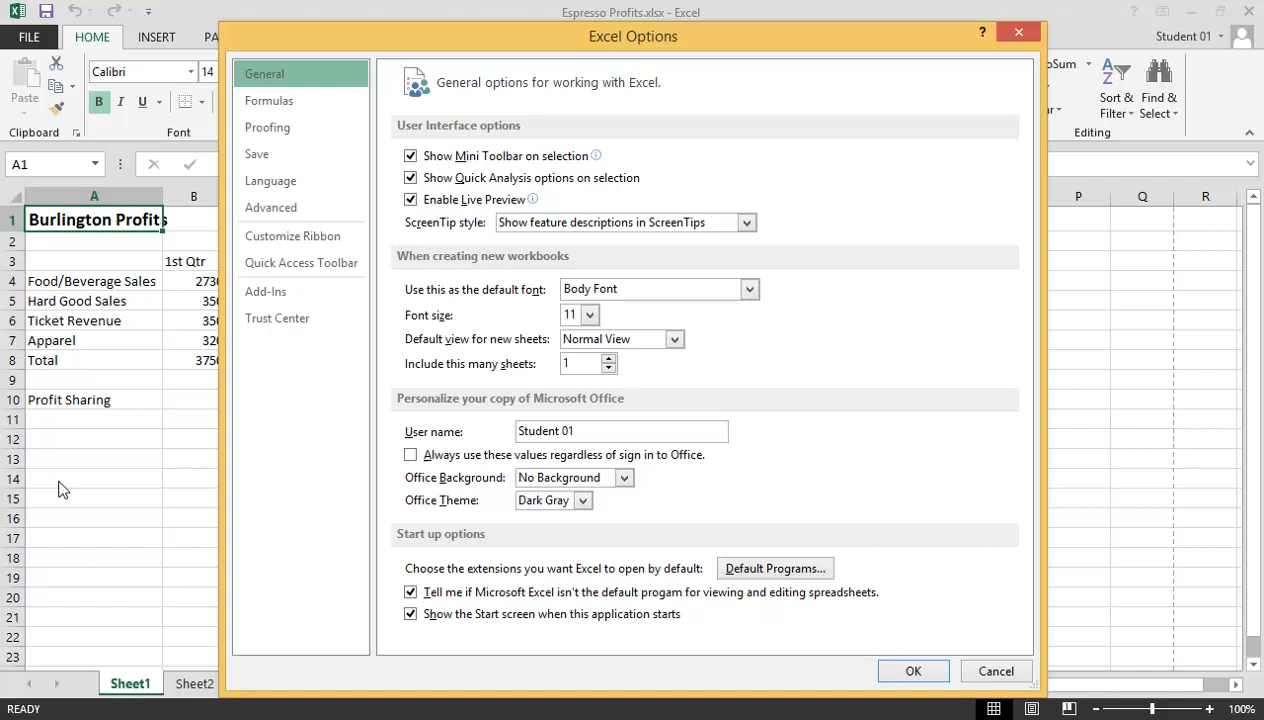 Espresso Profits.xlsx - Excel
FILE HOME INSERT PA
Student 01
Excel Options
Calibri 14
Paste
B I U
Clipboard
Font
Sort & Filter
Find & Select
Editing
A1
A B P Q R
1 Burlington Profits
2
3 1st Qtr
4 Food/Beverage Sales 2730
5 Hard Good Sales 350
6 Ticket Revenue 350
7 Apparel 320
8 Total 3750
9
10 Profit Sharing
11
12
13
14
15
16
17
18
19
20
21
22
23
Sheet1 Sheet2
READY
100%
General
Formulas
Proofing
Save
Language
Advanced
Customize Ribbon
Quick Access Toolbar
Add-Ins
Trust Center
General options for working with Excel.
User Interface options
Show Mini Toolbar on selection
Show Quick Analysis options on selection
Enable Live Preview
ScreenTip style: Show feature descriptions in ScreenTips
When creating new workbooks
Use this as the default font: Body Font
Font size: 11
Default view for new sheets: Normal View
Include this many sheets: 1
Personalize your copy of Microsoft Office
User name: Student 01
Always use these values regardless of sign in to Office.
Office Background: No Background
Office Theme: Dark Gray
Start up options
Choose the extensions you want Excel to open by default: Default Programs...
Tell me if Microsoft Excel isn't the default progam for viewing and editing spreadsheets.
Show the Start screen when this application starts
OK Cancel